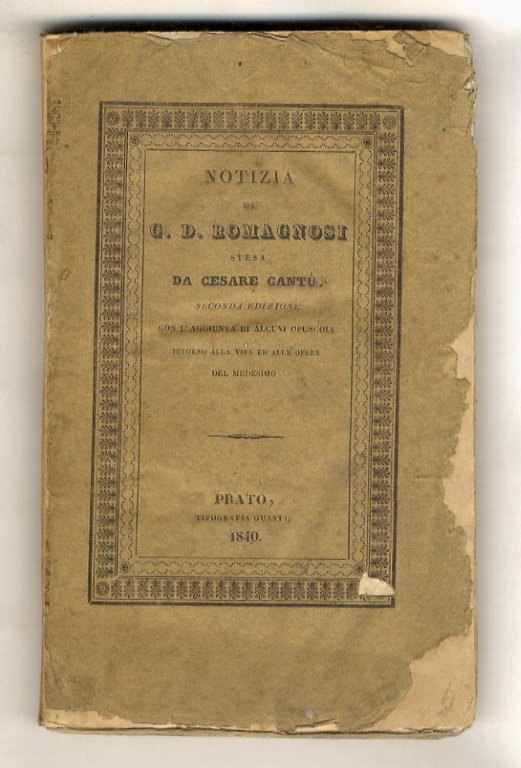 NOTIZIA
DI
G. D. ROMAGNOSI
STESA
DA CESARE CANTÙ.
SECONDA EDIZIONE
CON L'AGGIUNTA DI ALCUNI OPUSCOLI
INTORNO ALLA VITA ED ALLE OPERE
DEL MEDESIMO.
PRATO,
TIPOGRAFIA GUASTI,
1840.